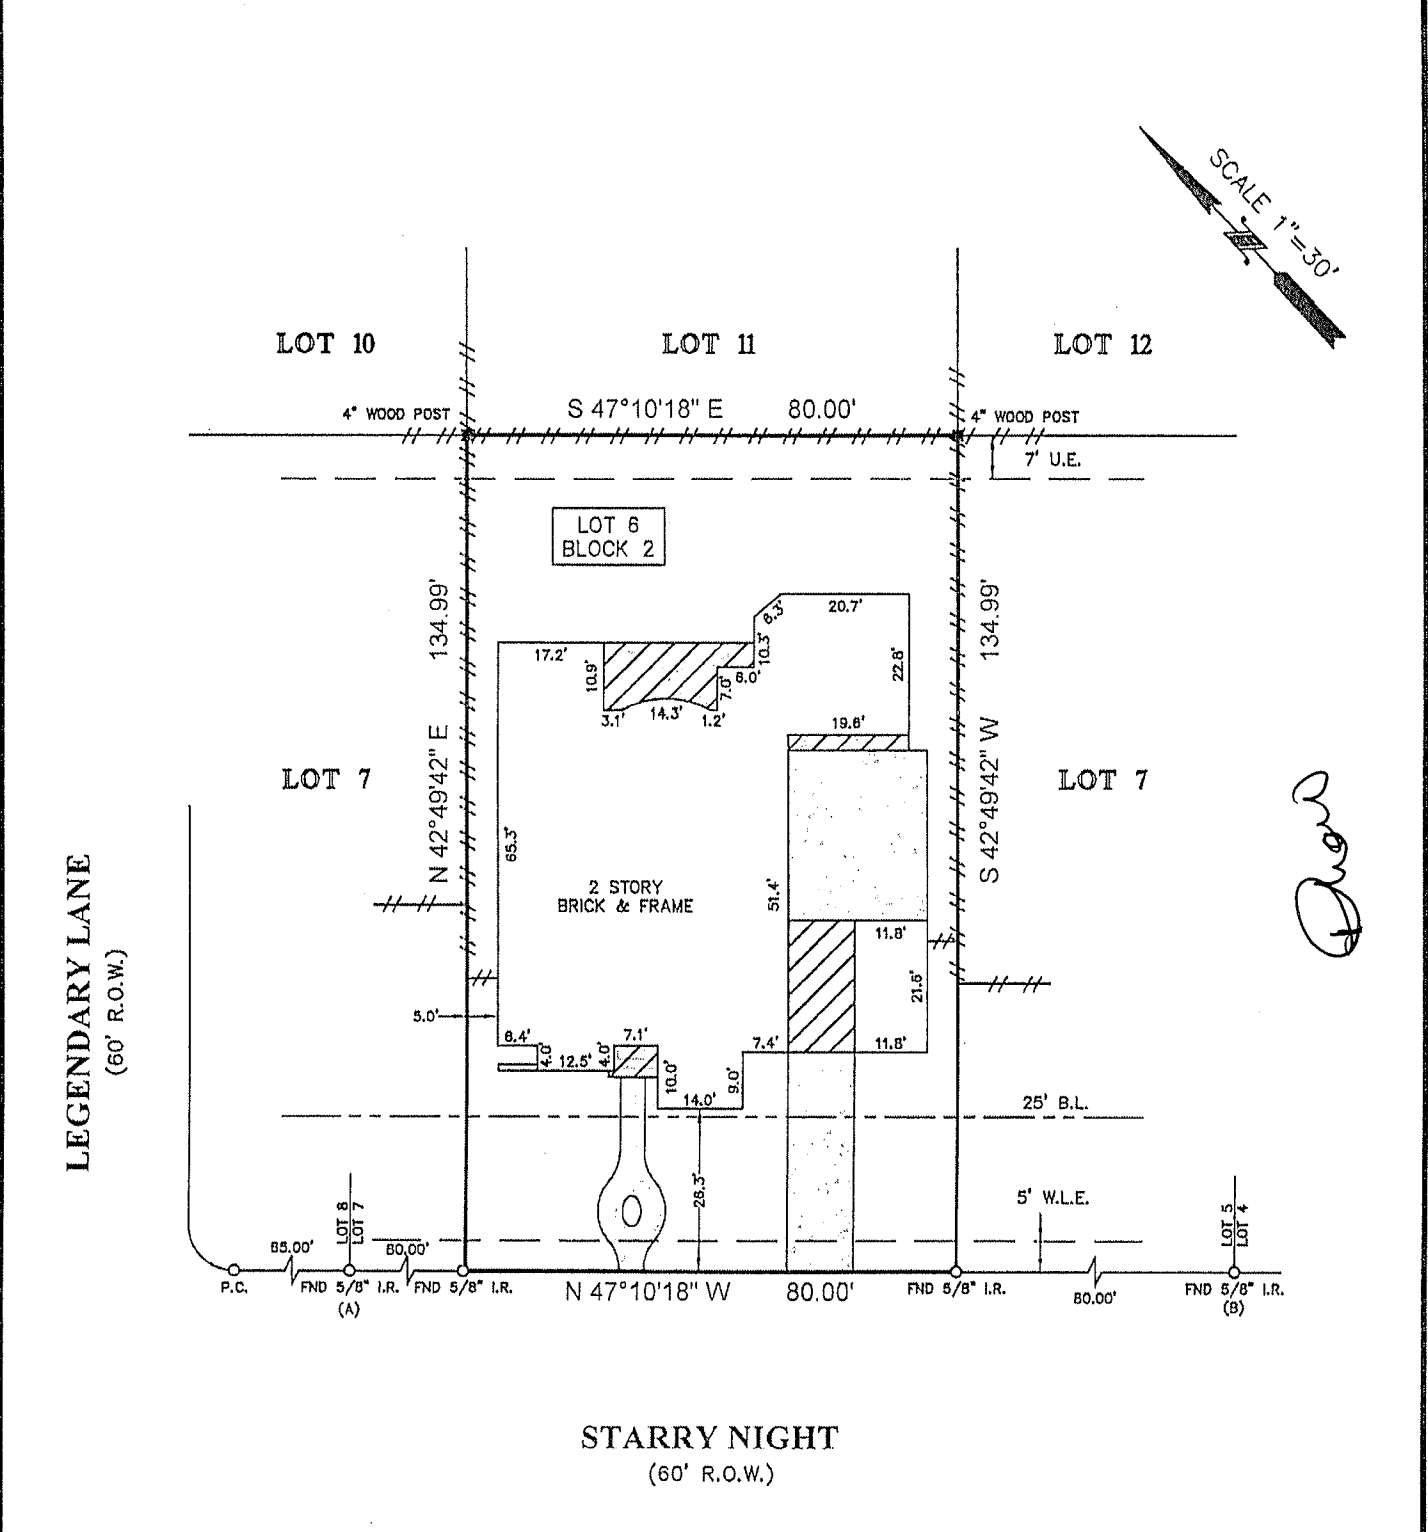 SCALE 1"=30'
LOT 10
LOT 11
LOT 12
4" WOOD POST
S 47°10'18" E 80.00'
4" WOOD POST
7' U.E.
LOT 6
BLOCK 2
134.99'
N 42°49'42" E
134.99'
S 42°49'42" W
6.3'
20.7'
17.2'
10.9'
10.3'
6.0'
7.0'
22.8'
3.1'
14.3'
1.2'
19.6'
LOT 7
LOT 7
65.3'
51.4'
2 STORY
BRICK & FRAME
11.8'
21.5'
LEGENDARY LANE
(60' R.O.W.)
5.0'
6.4'
4.0'
12.5'
4.0'
7.1'
10.0'
14.0'
9.0'
7.4'
11.8'
25' B.L.
26.3'
5' W.L.E.
LOT 8
LOT 7
LOT 5
LOT 4
85.00'
80.00'
P.C.
FND 5/8" I.R.
(A)
FND 5/8" I.R.
N 47°10'18" W 80.00'
FND 5/8" I.R.
80.00'
FND 5/8" I.R.
(B)
STARRY NIGHT
(60' R.O.W.)